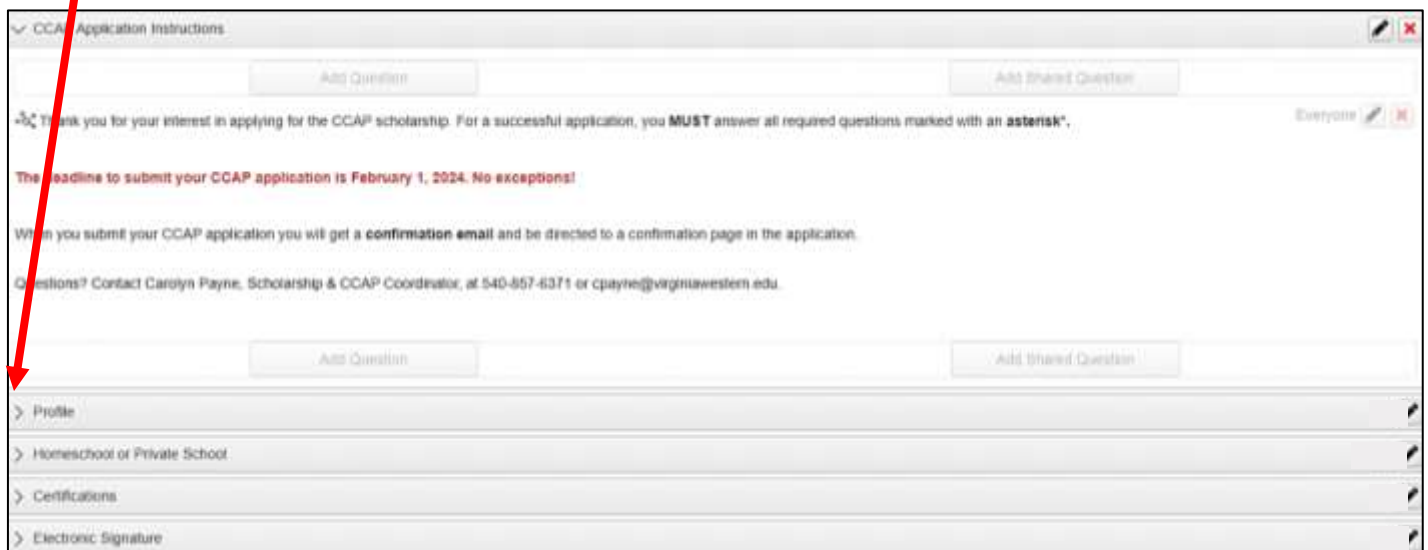 CCAP Application Instructions
Add Question Add Shared Question
Thank you for your interest in applying for the CCAP scholarship. For a successful application, you MUST answer all required questions marked with an asterisk*. Everyone
The deadline to submit your CCAP application is February 1, 2024. No exceptions!
When you submit your CCAP application you will get a confirmation email and be directed to a confirmation page in the application.
Questions? Contact Carolyn Payne, Scholarship & CCAP Coordinator, at 540-857-6371 or cpayne@virginiawestern.edu.
Add Question Add Shared Question
Profile
Homeschool or Private School
Certifications
Electronic Signature